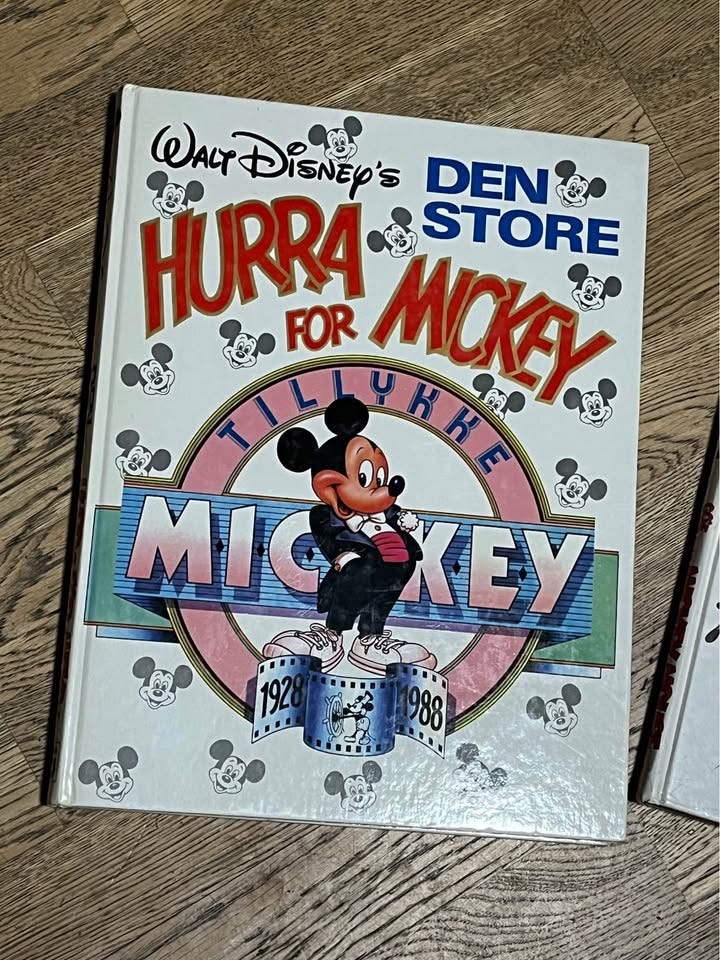 WALT DISNEY'S
DEN
STORE
HURRA
FOR MICKEY
TILLYKKE
MICKEY
1928 1988